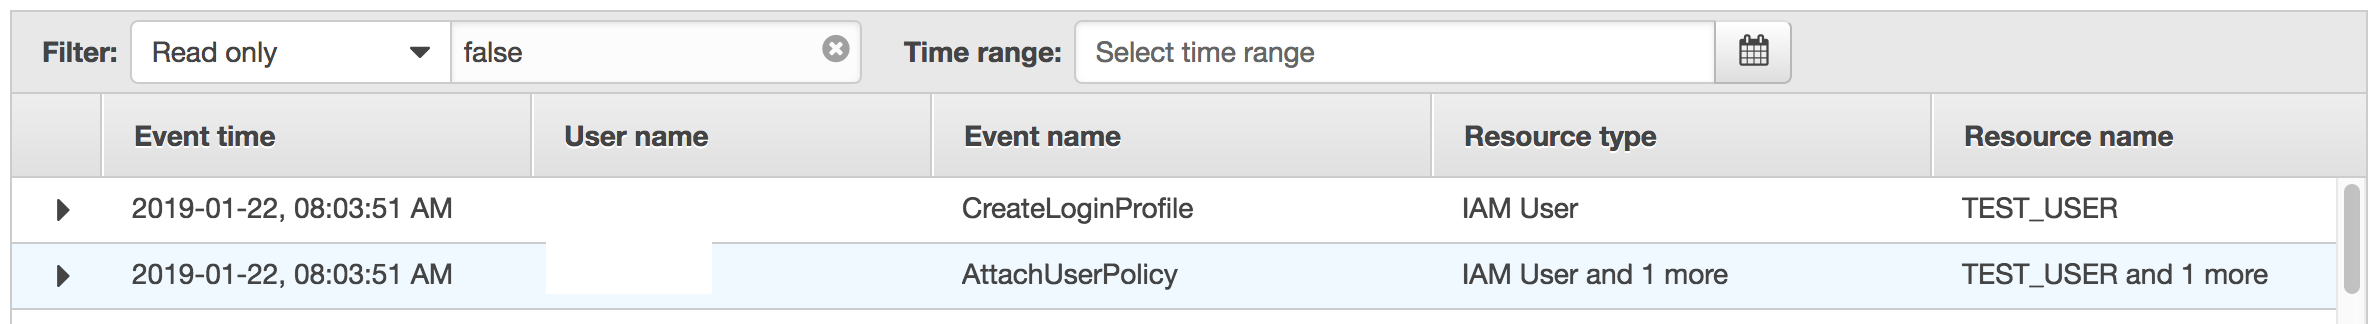 Filter: Read only false Time range: Select time range
Event time User name Event name Resource type Resource name
2019-01-22, 08:03:51 AM CreateLoginProfile IAM User TEST_USER
2019-01-22, 08:03:51 AM AttachUserPolicy IAM User and 1 more TEST_USER and 1 more